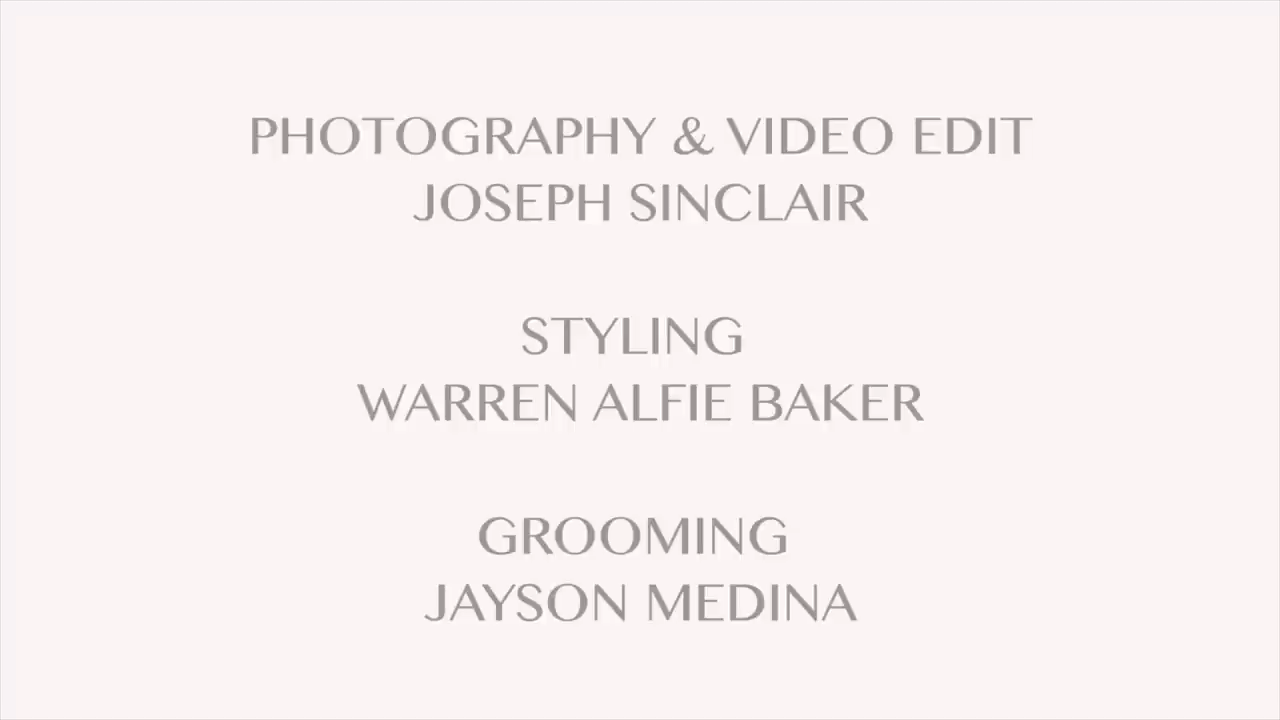 PHOTOGRAPHY & VIDEO EDIT
JOSEPH SINCLAIR
STYLING
WARREN ALFIE BAKER
GROOMING
JAYSON MEDINA